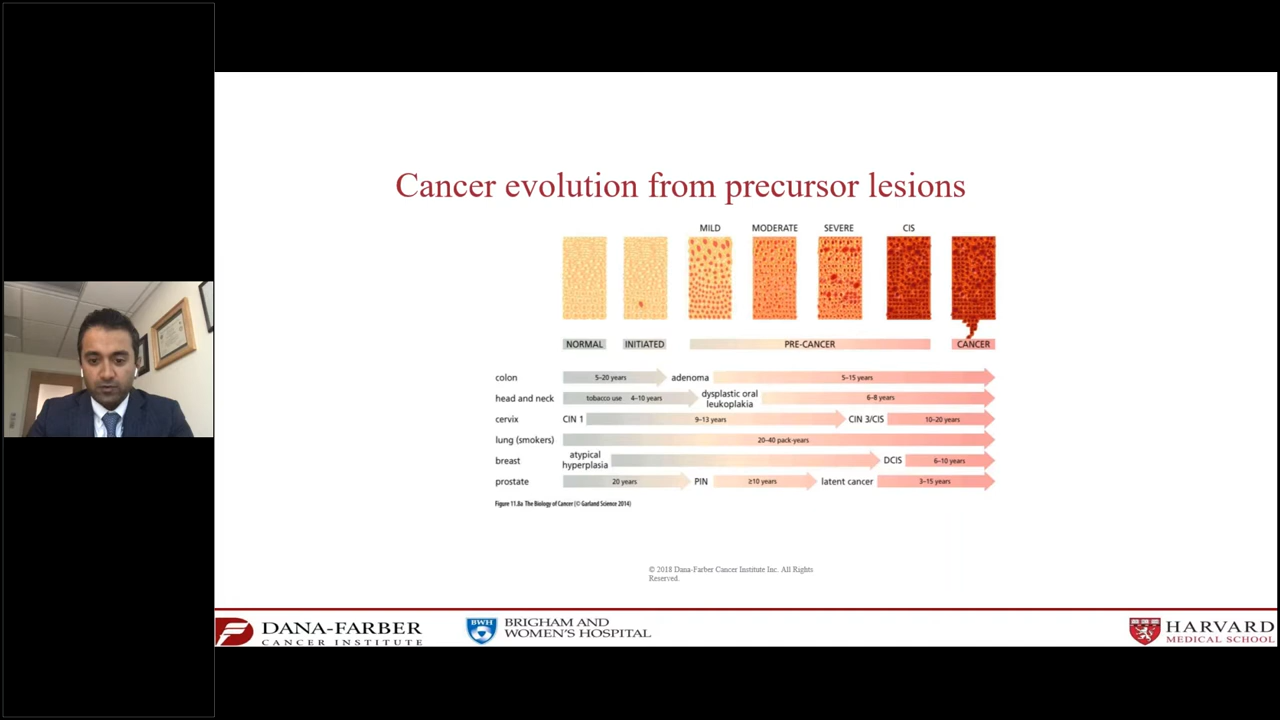 Cancer evolution from precursor lesions
MILD MODERATE SEVERE CIS
NORMAL INITIATED PRE-CANCER CANCER
colon 5–20 years adenoma 5–15 years
head and neck tobacco use 4–10 years dysplastic oral leukoplakia 6–8 years
cervix CIN 1 9–13 years CIN 3/CIS 10–20 years
lung (smokers) 20–40 pack-years
breast atypical hyperplasia DCIS 6–10 years
prostate 20 years PIN ≥10 years latent cancer 3–15 years
Figure 11.8a The Biology of Cancer (© Garland Science 2014)
© 2018 Dana-Farber Cancer Institute Inc. All Rights
Reserved.
DANA-FARBER
CANCER INSTITUTE
BWH
BRIGHAM AND
WOMEN'S HOSPITAL
HARVARD
MEDICAL SCHOOL